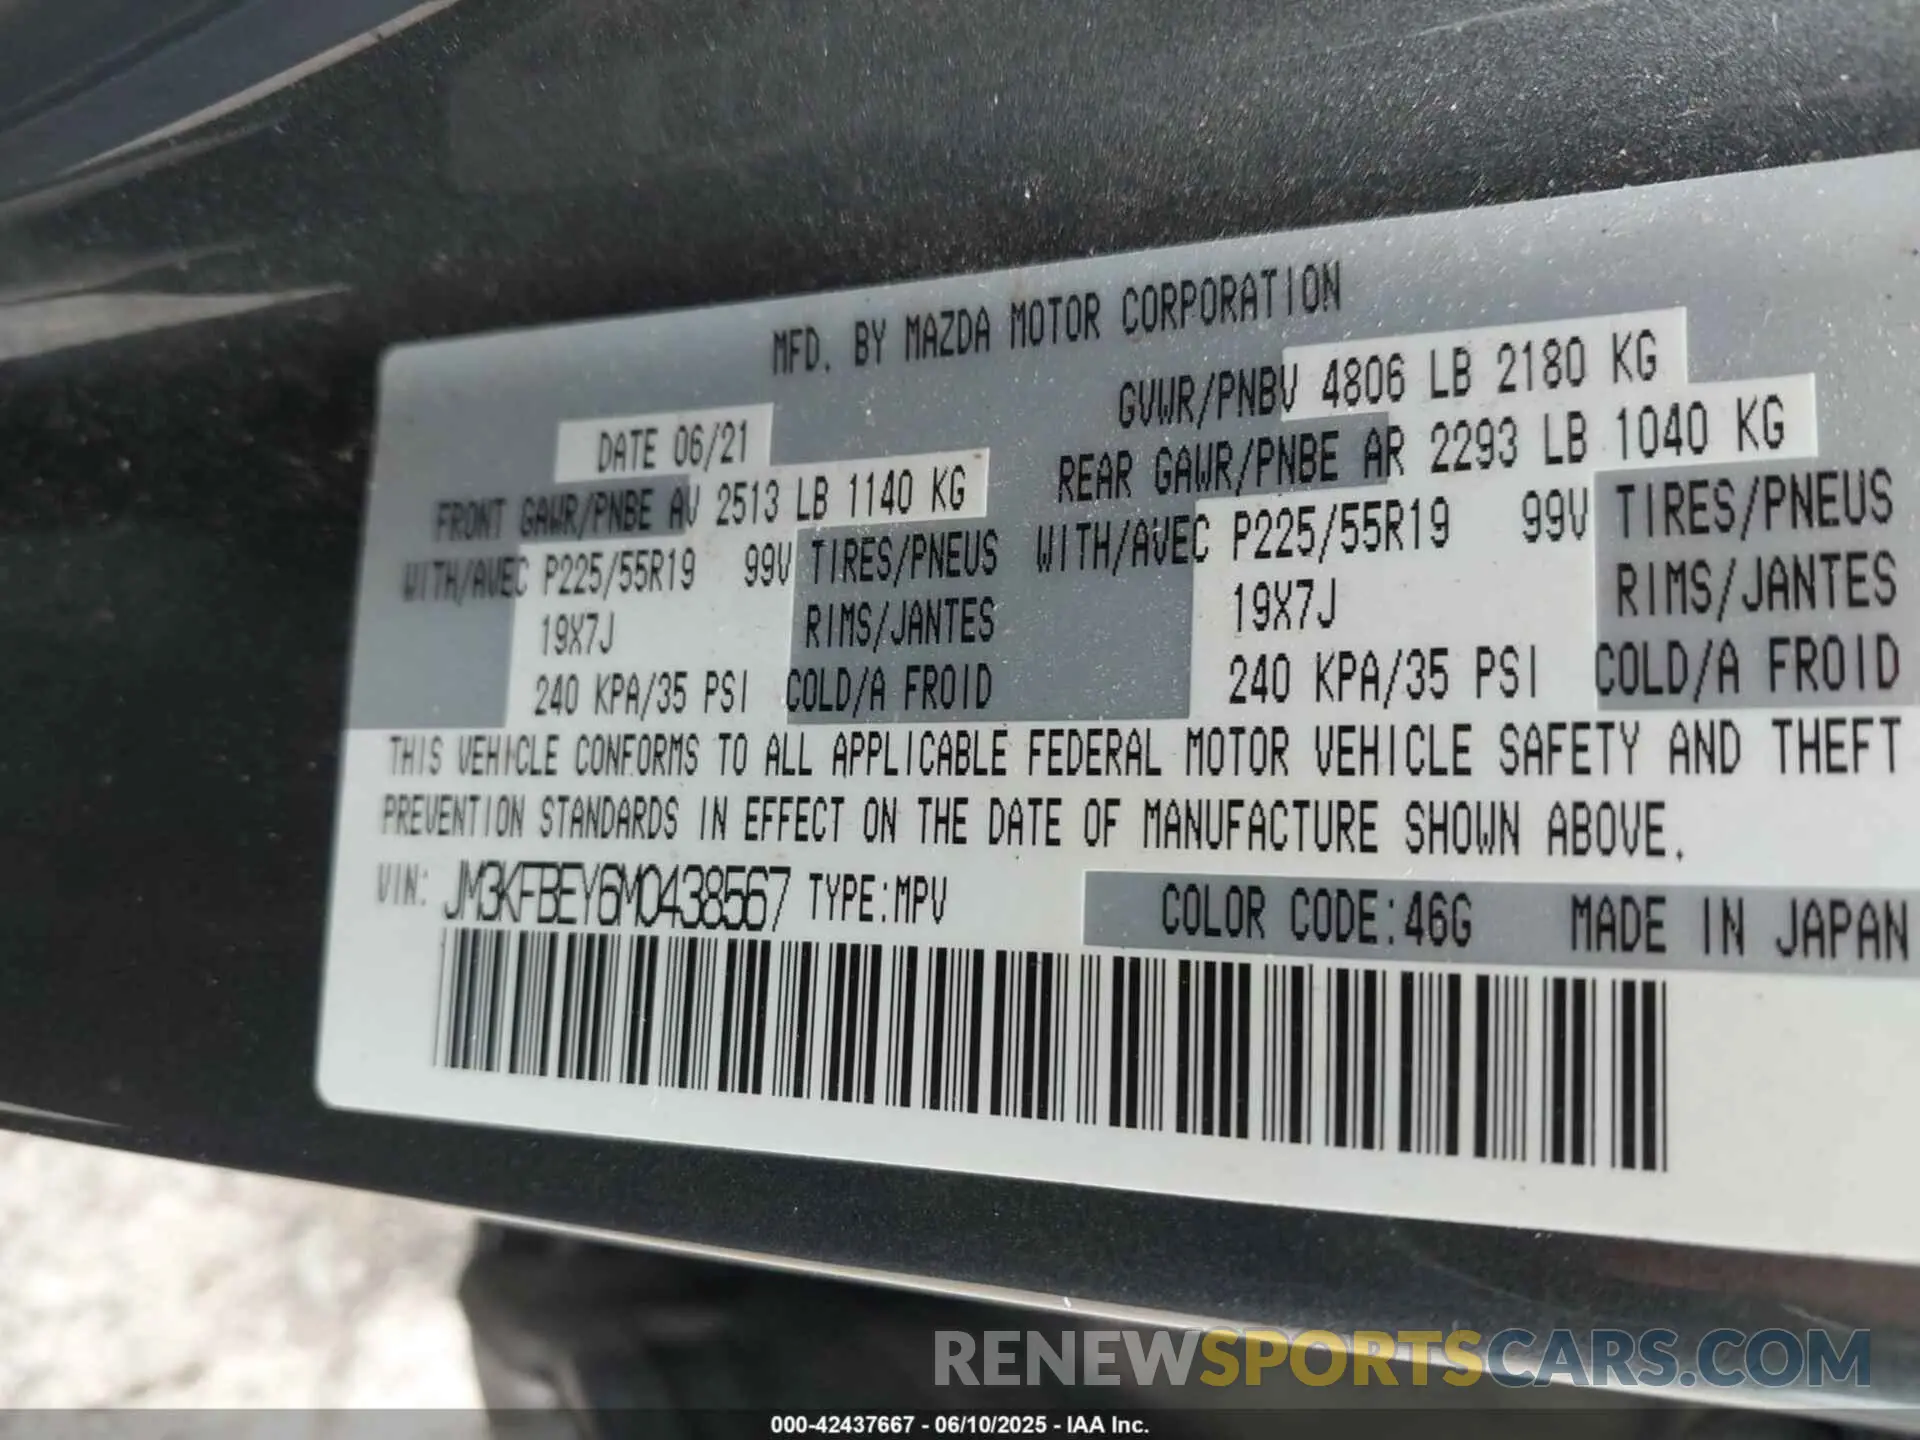 MFD. BY MAZDA MOTOR CORPORATION
DATE 06/21
GVWR/PNBV 4806 LB 2180 KG
FRONT GAWR/PNBE AV 2513 LB 1140 KG
REAR GAWR/PNBE AR 2293 LB 1040 KG
WITH/AVEC P225/55R19 99V TIRES/PNEUS
WITH/AVEC P225/55R19 99V TIRES/PNEUS
19X7J RIMS/JANTES
19X7J RIMS/JANTES
240 KPA/35 PSI COLD/A FROID
240 KPA/35 PSI COLD/A FROID
THIS VEHICLE CONFORMS TO ALL APPLICABLE FEDERAL MOTOR VEHICLE SAFETY AND THEFT
PREVENTION STANDARDS IN EFFECT ON THE DATE OF MANUFACTURE SHOWN ABOVE.
VIN: JM3KFBEY6M0438567 TYPE:MPV
COLOR CODE:46G MADE IN JAPAN
RENEWSPORTSCARS.COM
000-42437667 - 06/10/2025 - IAA Inc.